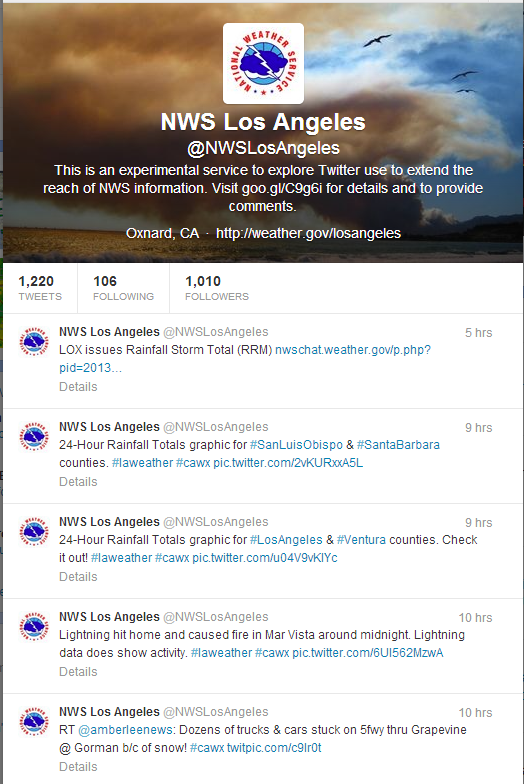 NATIONAL WEATHER SERVICE
NWS Los Angeles
@NWSLosAngeles
This is an experimental service to explore Twitter use to extend the
reach of NWS information. Visit goo.gl/C9g6i for details and to provide
comments.
Oxnard, CA · http://weather.gov/losangeles
1,220 106 1,010
TWEETS FOLLOWING FOLLOWERS
NWS Los Angeles @NWSLosAngeles 5 hrs
LOX issues Rainfall Storm Total (RRM) nwschat.weather.gov/p.php?
pid=2013…
Details
NWS Los Angeles @NWSLosAngeles 9 hrs
24-Hour Rainfall Totals graphic for #SanLuisObispo & #SantaBarbara
counties. #laweather #cawx pic.twitter.com/2vKURxxA5L
Details
NWS Los Angeles @NWSLosAngeles 9 hrs
24-Hour Rainfall Totals graphic for #LosAngeles & #Ventura counties. Check
it out! #laweather #cawx pic.twitter.com/u04V9vKlYc
Details
NWS Los Angeles @NWSLosAngeles 10 hrs
Lightning hit home and caused fire in Mar Vista around midnight. Lightning
data does show activity. #laweather #cawx pic.twitter.com/6UI562MzwA
Details
NWS Los Angeles @NWSLosAngeles 10 hrs
RT @amberleenews: Dozens of trucks & cars stuck on 5fwy thru Grapevine
@ Gorman b/c of snow! #cawx twitpic.com/c9lr0t
Details